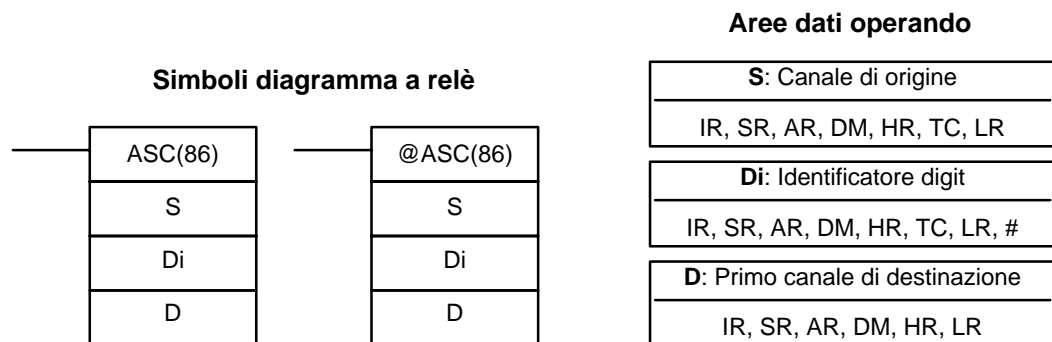 Aree dati operando
Simboli diagramma a relè
S: Canale di origine
IR, SR, AR, DM, HR, TC, LR
Di: Identificatore digit
IR, SR, AR, DM, HR, TC, LR, #
D: Primo canale di destinazione
IR, SR, AR, DM, HR, LR
ASC(86)
S
Di
D
@ASC(86)
S
Di
D